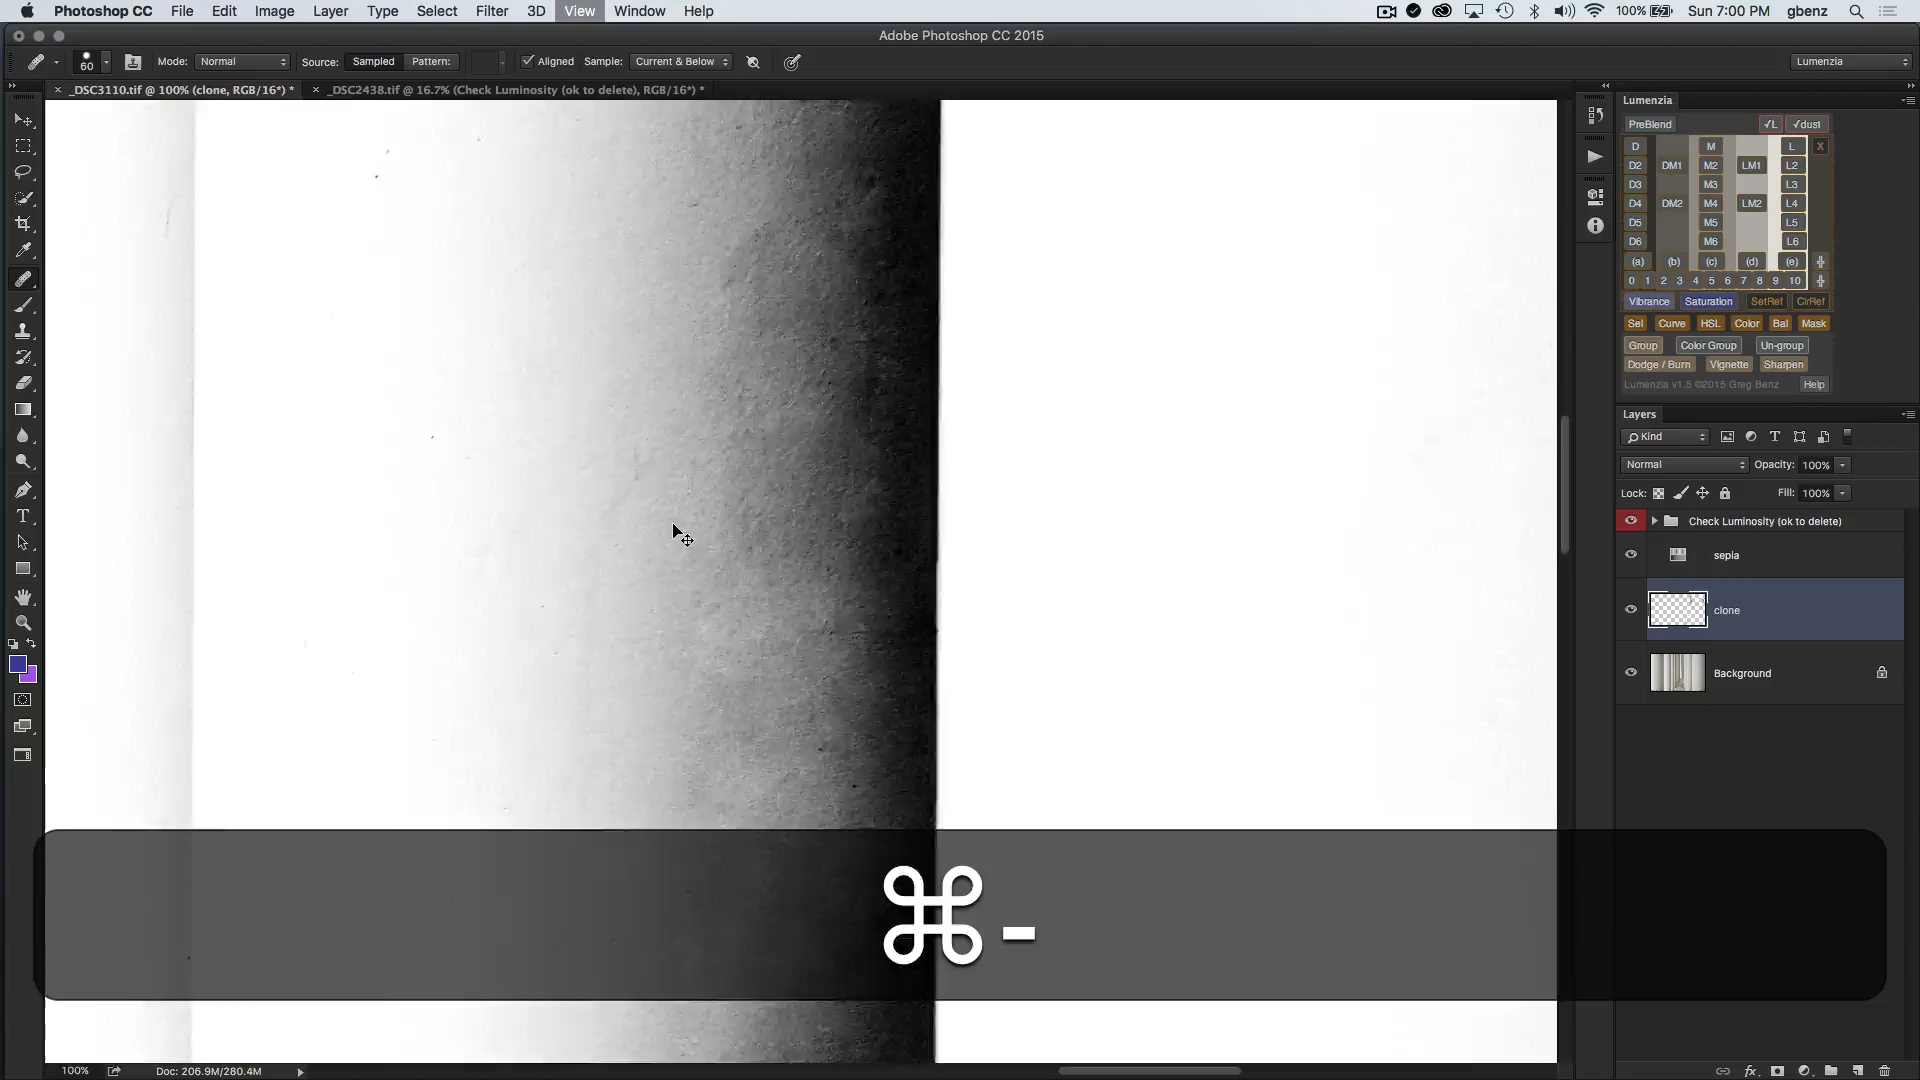 Photoshop CC File Edit Image Layer Type Select Filter 3D View Window Help 100% Sun 7:00 PM gbenz
Adobe Photoshop CC 2015
60 Mode: Normal Source: Sampled Pattern: Aligned Sample: Current & Below Lumenzia
× _DSC3110.tif @ 100% (clone, RGB/16*) * × _DSC2438.tif @ 16.7% (Check Luminosity (ok to delete), RGB/16*) *
Lumenzia
PreBlend √L √dust
D M L X
D2 DM1 M2 LM1 L2
D3 M3 L3
D4 DM2 M4 LM2 L4
D5 M5 L5
D6 M6 L6
(a) (b) (c) (d) (e)
0 1 2 3 4 5 6 7 8 9 10
Vibrance Saturation SetRef ClrRef
Sel Curve HSL Color Bal Mask
Group Color Group Un-group
Dodge / Burn Vignette Sharpen
Lumenzia v1.5 ©2015 Greg Benz Help
Layers
Kind
Normal Opacity: 100%
Lock: Fill: 100%
Check Luminosity (ok to delete)
sepia
clone
Background
⌘ -
100% Doc: 206.9M/280.4M